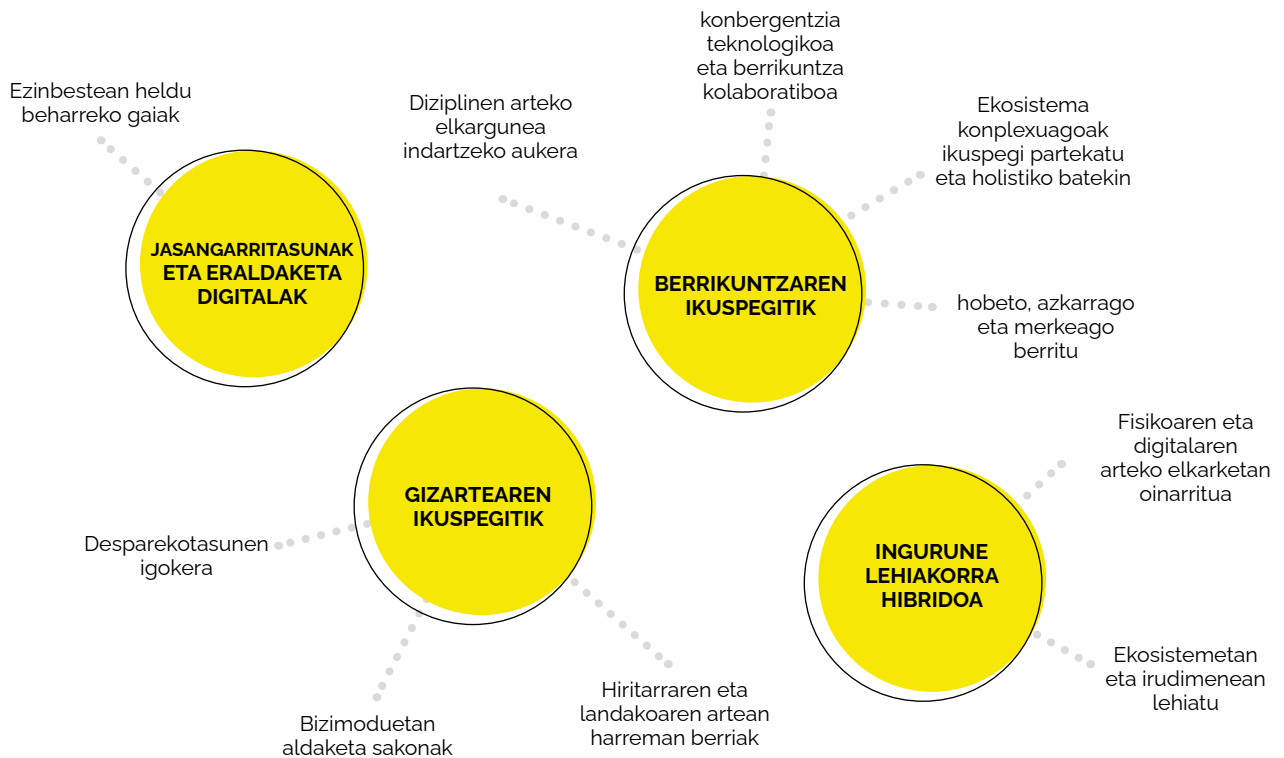 Ezinbestean heldu
beharreko gaiak
JASANGARRITASUNAK
ETA ERALDAKETA
DIGITALAK
Diziplinen arteko
elkargunea
indartzeko aukera
konbergentzia
teknologikoa
eta berrikuntza
kolaboratiboa
Ekosistema
konplexuagoak
ikuspegi partekatu
eta holistiko batekin
BERRIKUNTZAREN
IKUSPEGITIK
hobeto, azkarrago
eta merkeago
berritu
GIZARTEAREN
IKUSPEGITIK
Desparekotasunen
igokera
Bizimoduetan
aldaketa sakonak
Hiritarraren eta
landakoaren artean
harreman berriak
Fisikoaren eta
digitalaren
arteko elkarketan
oinarritua
INGURUNE
LEHIAKORRA
HIBRIDOA
Ekosistemetan
eta irudimenean
lehiatu